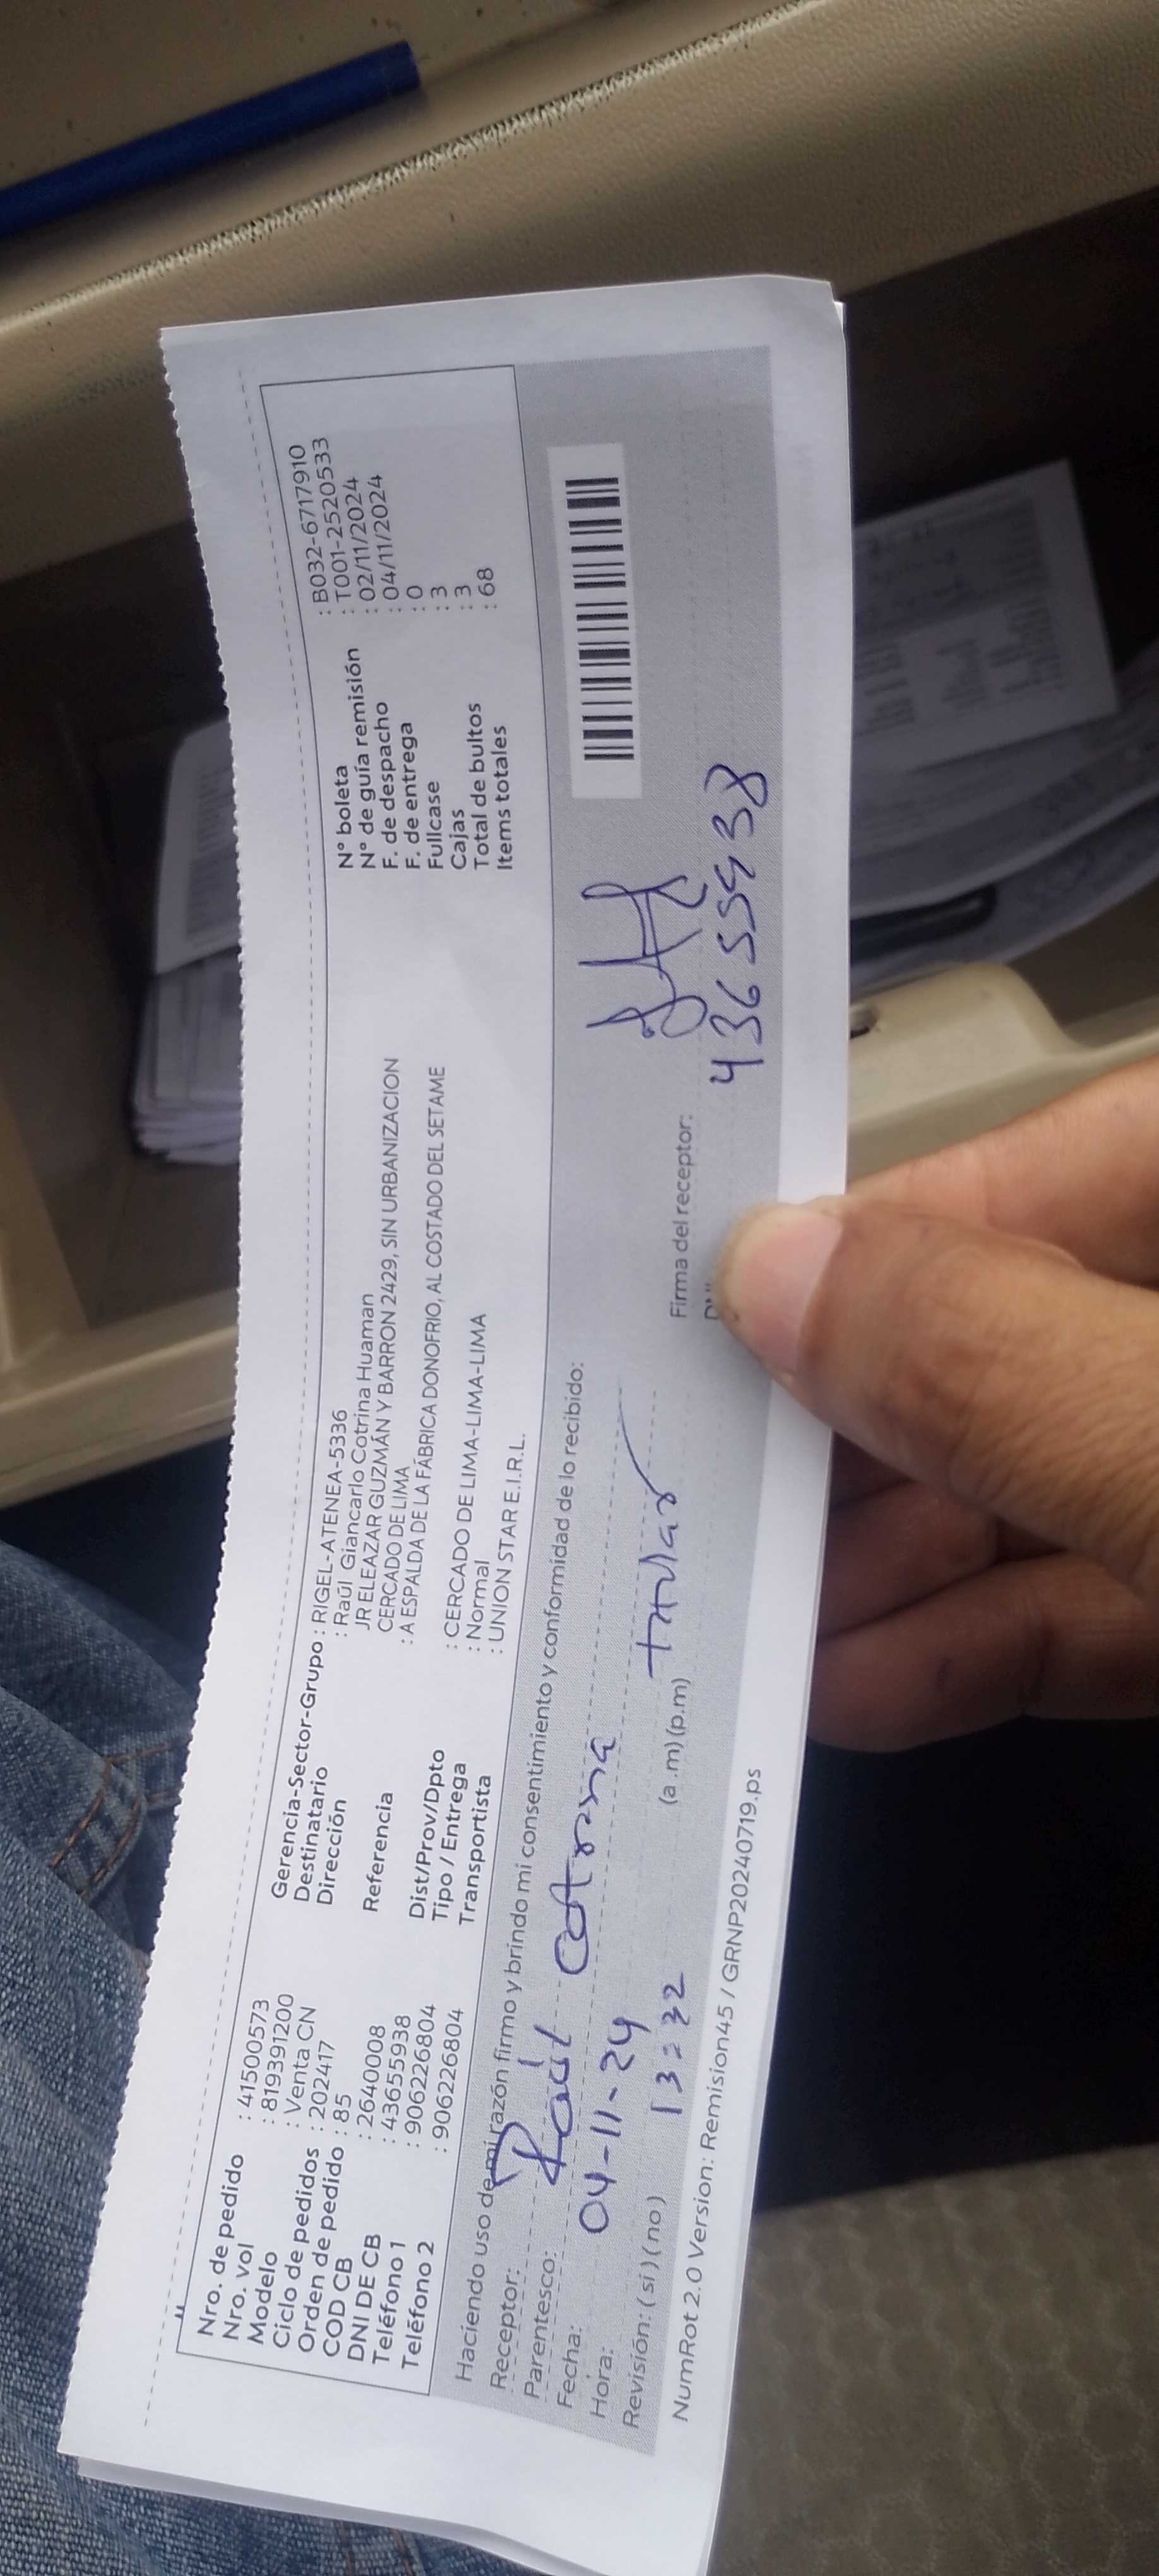 Nro. de pedido : 41500573
Nro. vol : 819391200
Modelo : Venta CN
Ciclo de pedidos : 202417
Orden de pedido : 85
COD CB : 2640008
DNI DE CB : 43655938
Teléfono 1 : 906226804
Teléfono 2 : 906226804
Gerencia-Sector-Grupo : RIGEL-ATENEA-5336
Destinatario : Raúl Giancarlo Cotrina Huaman
Dirección JR ELEAZAR GUZMÁN Y BARRON 2429, SIN URBANIZACION
CERCADO DE LIMA
Referencia : A ESPALDA DE LA FÁBRICA DONOFRIO, AL COSTADO DEL SETAME
Dist/Prov/Dpto : CERCADO DE LIMA-LIMA-LIMA
Tipo / Entrega : Normal
Transportista : UNION STAR E.I.R.L.
N° boleta : B032-6717910
N° de guía remisión : T001-2520533
F. de despacho : 02/11/2024
F. de entrega : 04/11/2024
Fullcase : 0
Cajas : 3
Total de bultos : 3
Items totales : 68
Haciendo uso de mi razón firmo y brindo mi consentimiento y conformidad de lo recibido:
Receptor: Raúl Cotrina
Parentesco: titular
Fecha: 04-11-24
Hora: 13:32 (a .m) (p.m)
Revisión: ( si ) ( no )
Firma del receptor:
43655938
NumRot 2.0 Version: Remision45 / GRNP20240719.ps